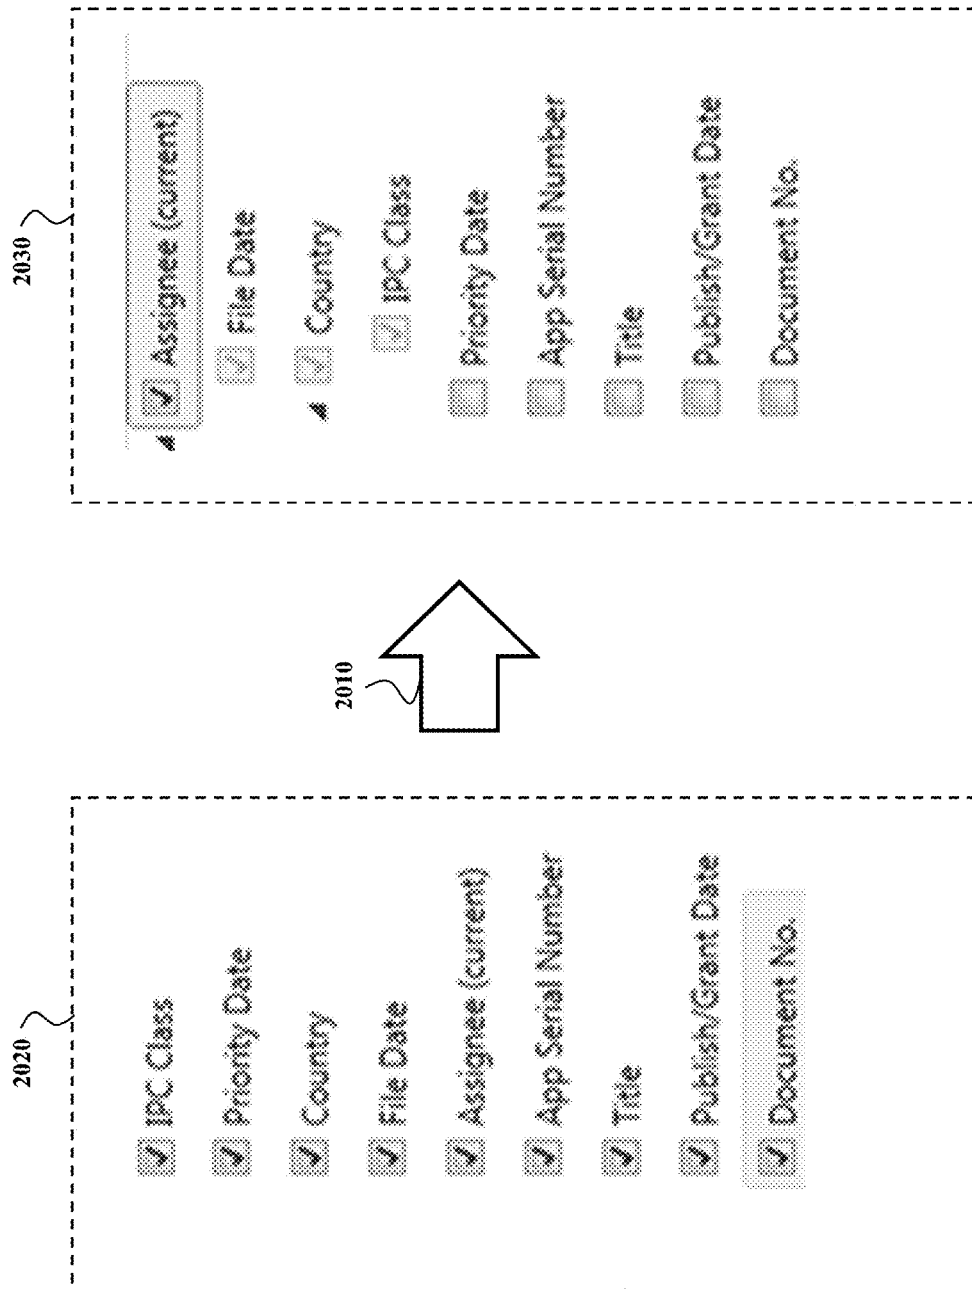 2020
IPC Class
Priority Date
Country
File Date
Assignee (current)
App Serial Number
Title
Publish/Grant Date
Document No.
2010
2030
Assignee (current)
File Date
Country
IPC Class
Priority Date
App Serial Number
Title
Publish/Grant Date
Document No.